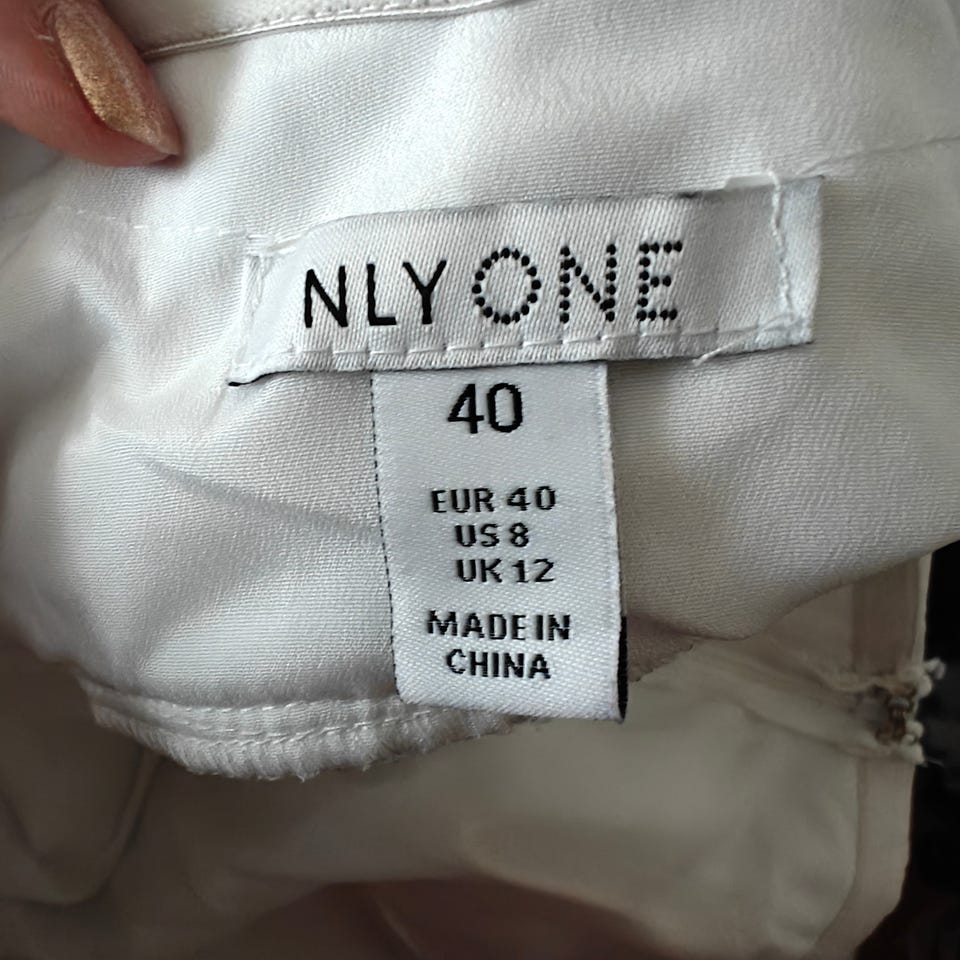 NLY ONE
40
EUR 40
US 8
UK 12
MADE IN
CHINA